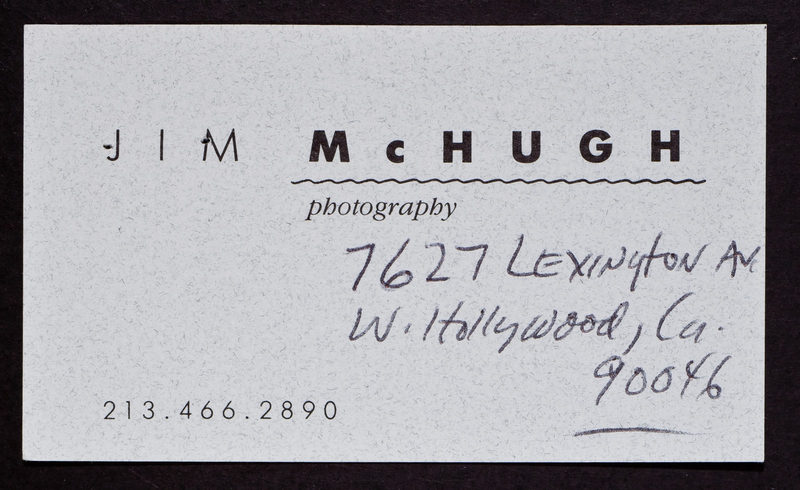 JIM McHUGH
photography
7627 LEXINGTON AV.
W. Hollywood, Ca.
90046
213.466.2890